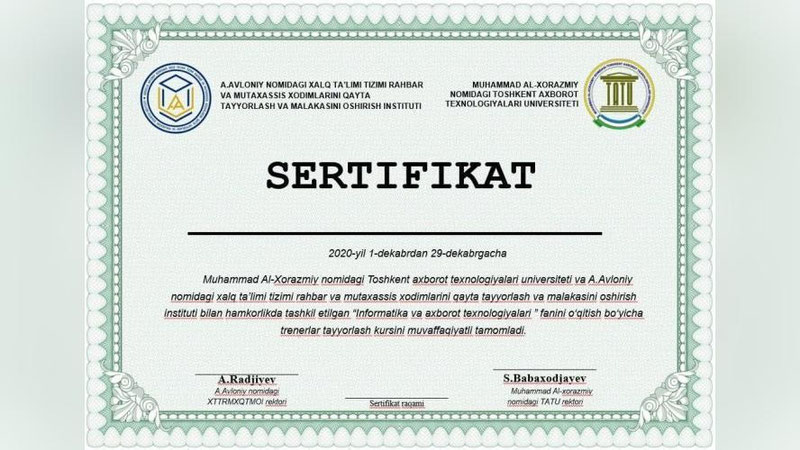 A.AVLONIY NOMIDAGI XALQ TA'LIMI TIZIMI RAHBAR
VA MUTAXASSIS XODIMLARINI QAYTA
TAYYORLASH VA MALAKASINI OSHIRISH INSTITUTI
MUHAMMAD AL-XORAZMIY
NOMIDAGI TOSHKENT AXBOROT
TEXNOLOGIYALARI UNIVERSITETI
TATU
SERTIFIKAT
2020-yil 1-dekabrdan 29-dekabrgacha
Muhammad Al-Xorazmiy nomidagi Toshkent axborot texnologiyalari universiteti va A.Avloniy
nomidagi xalq ta'limi tizimi rahbar va mutaxassis xodimlarini qayta tayyorlash va malakasini oshirish
instituti bilan hamkorlikda tashkil etilgan “Informatika va axborot texnologiyalari ” fanini o'qitish bo'yicha
trenerlar tayyorlash kursini muvaffaqiyatli tamomladi.
A.Radjiyev
A.Avloniy nomidagi
XTTRMXQTMOI rektori
Sertifikat raqami
S.Babaxodjayev
Muhammad Al-xorazmiy
nomidagi TATU rektori